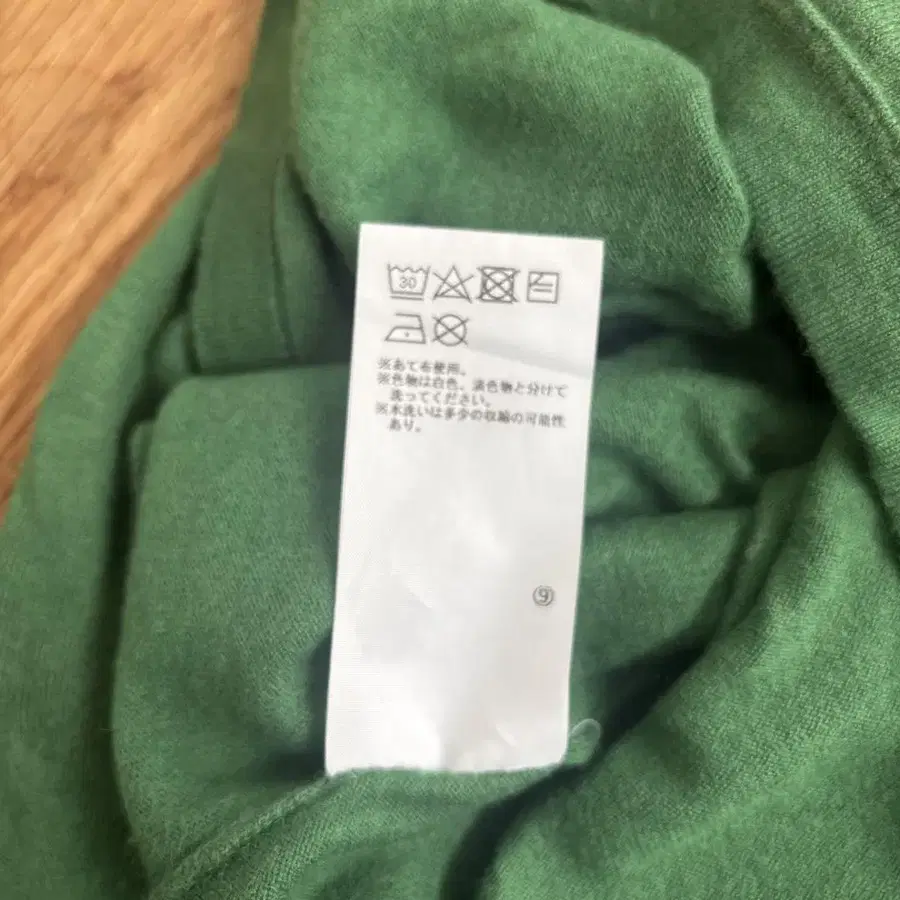 30
※あて布使用。
※色物は白色、淡色物と分けて
洗ってください。
※水洗いは多少の収縮の可能性
あり。
⑨